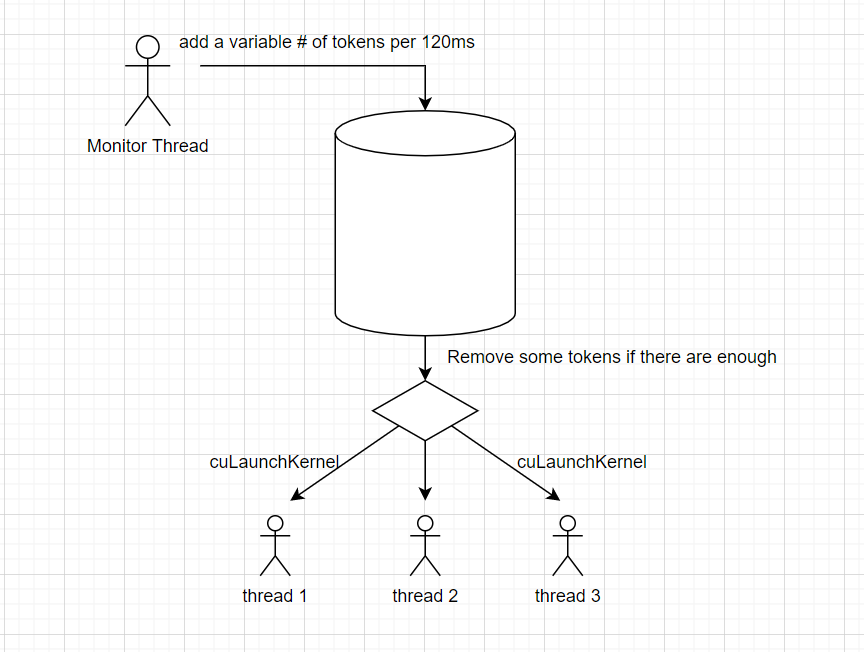 add a variable # of tokens per 120ms
Monitor Thread
Remove some tokens if there are enough
cuLaunchKernel
cuLaunchKernel
thread 1
thread 2
thread 3